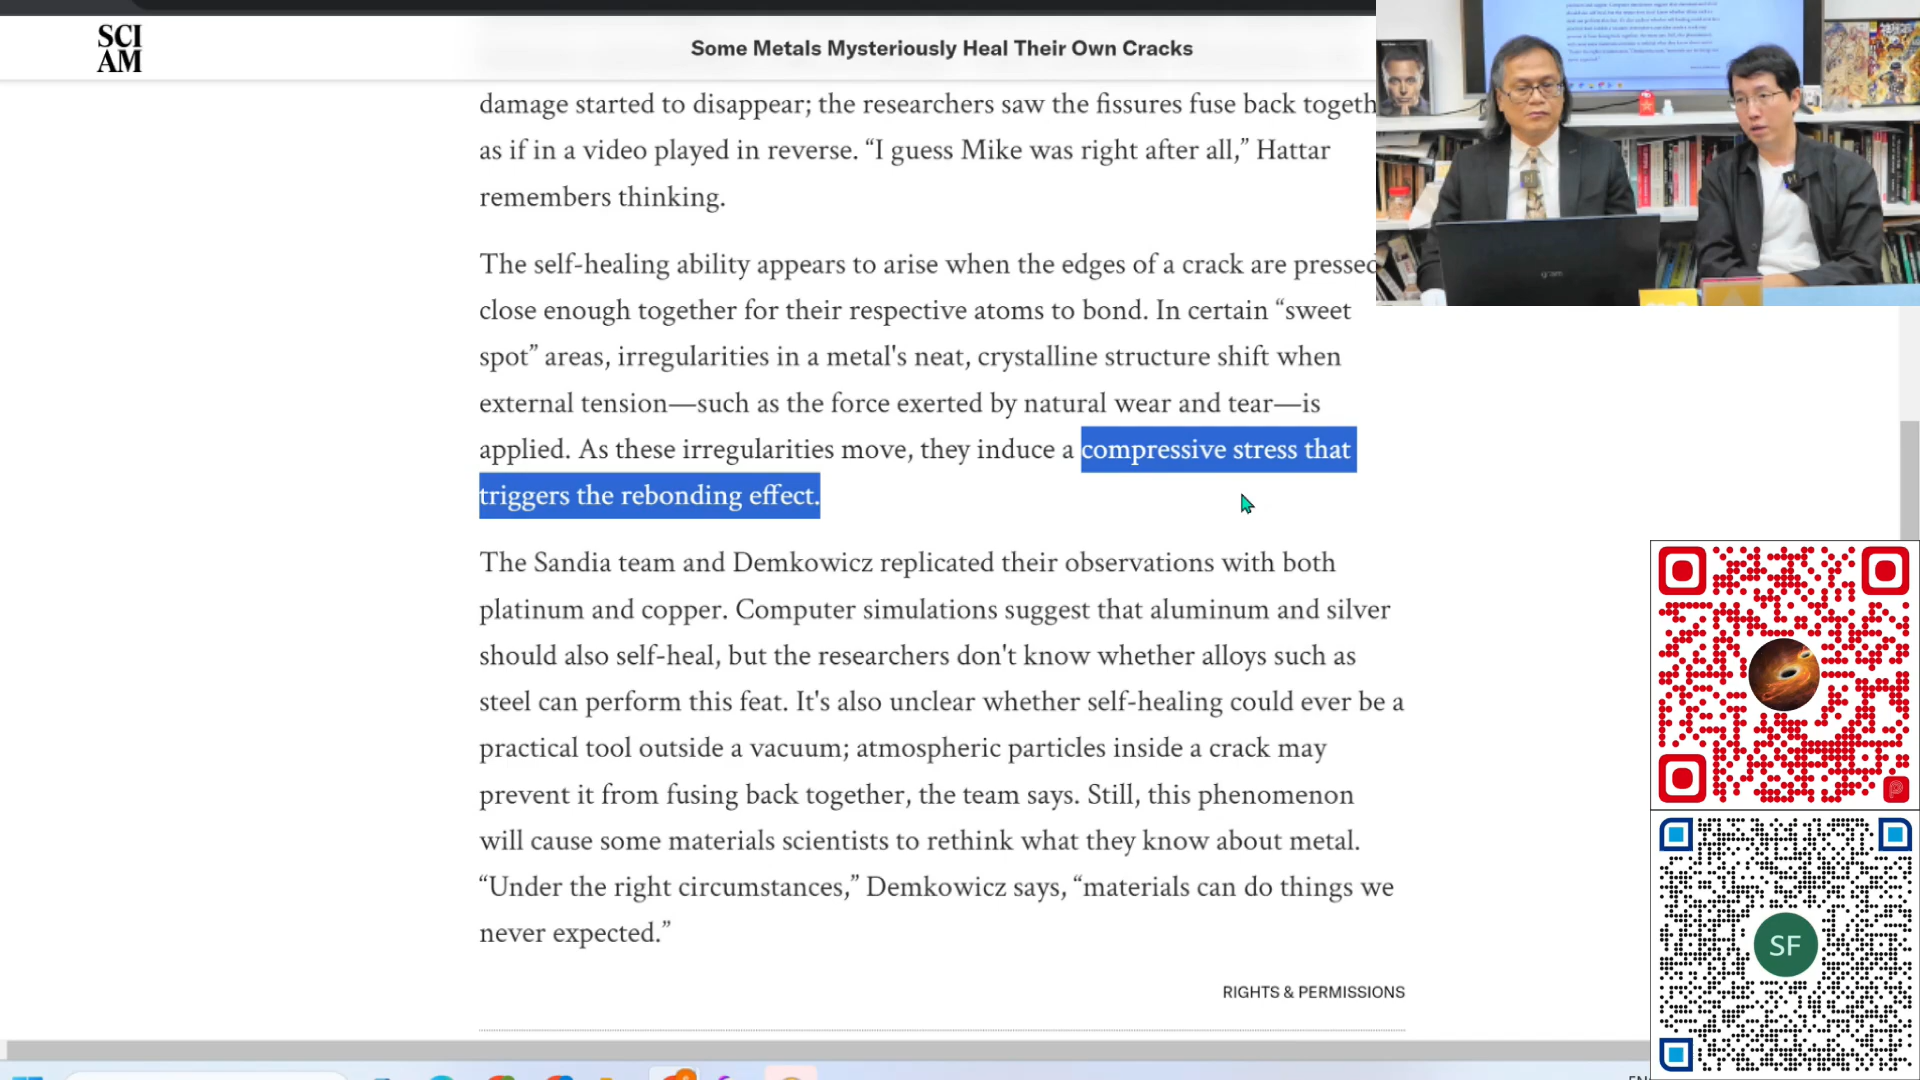 SCI
AM
Some Metals Mysteriously Heal Their Own Cracks
damage started to disappear; the researchers saw the fissures fuse back togeth
as if in a video played in reverse. “I guess Mike was right after all,” Hattar
remembers thinking.
The self-healing ability appears to arise when the edges of a crack are pressed
close enough together for their respective atoms to bond. In certain “sweet
spot” areas, irregularities in a metal's neat, crystalline structure shift when
external tension—such as the force exerted by natural wear and tear—is
applied. As these irregularities move, they induce a compressive stress that
triggers the rebonding effect.
The Sandia team and Demkowicz replicated their observations with both
platinum and copper. Computer simulations suggest that aluminum and silver
should also self-heal, but the researchers don't know whether alloys such as
steel can perform this feat. It's also unclear whether self-healing could ever be a
practical tool outside a vacuum; atmospheric particles inside a crack may
prevent it from fusing back together, the team says. Still, this phenomenon
will cause some materials scientists to rethink what they know about metal.
“Under the right circumstances,” Demkowicz says, “materials can do things we
never expected.”
RIGHTS & PERMISSIONS
gram
SF